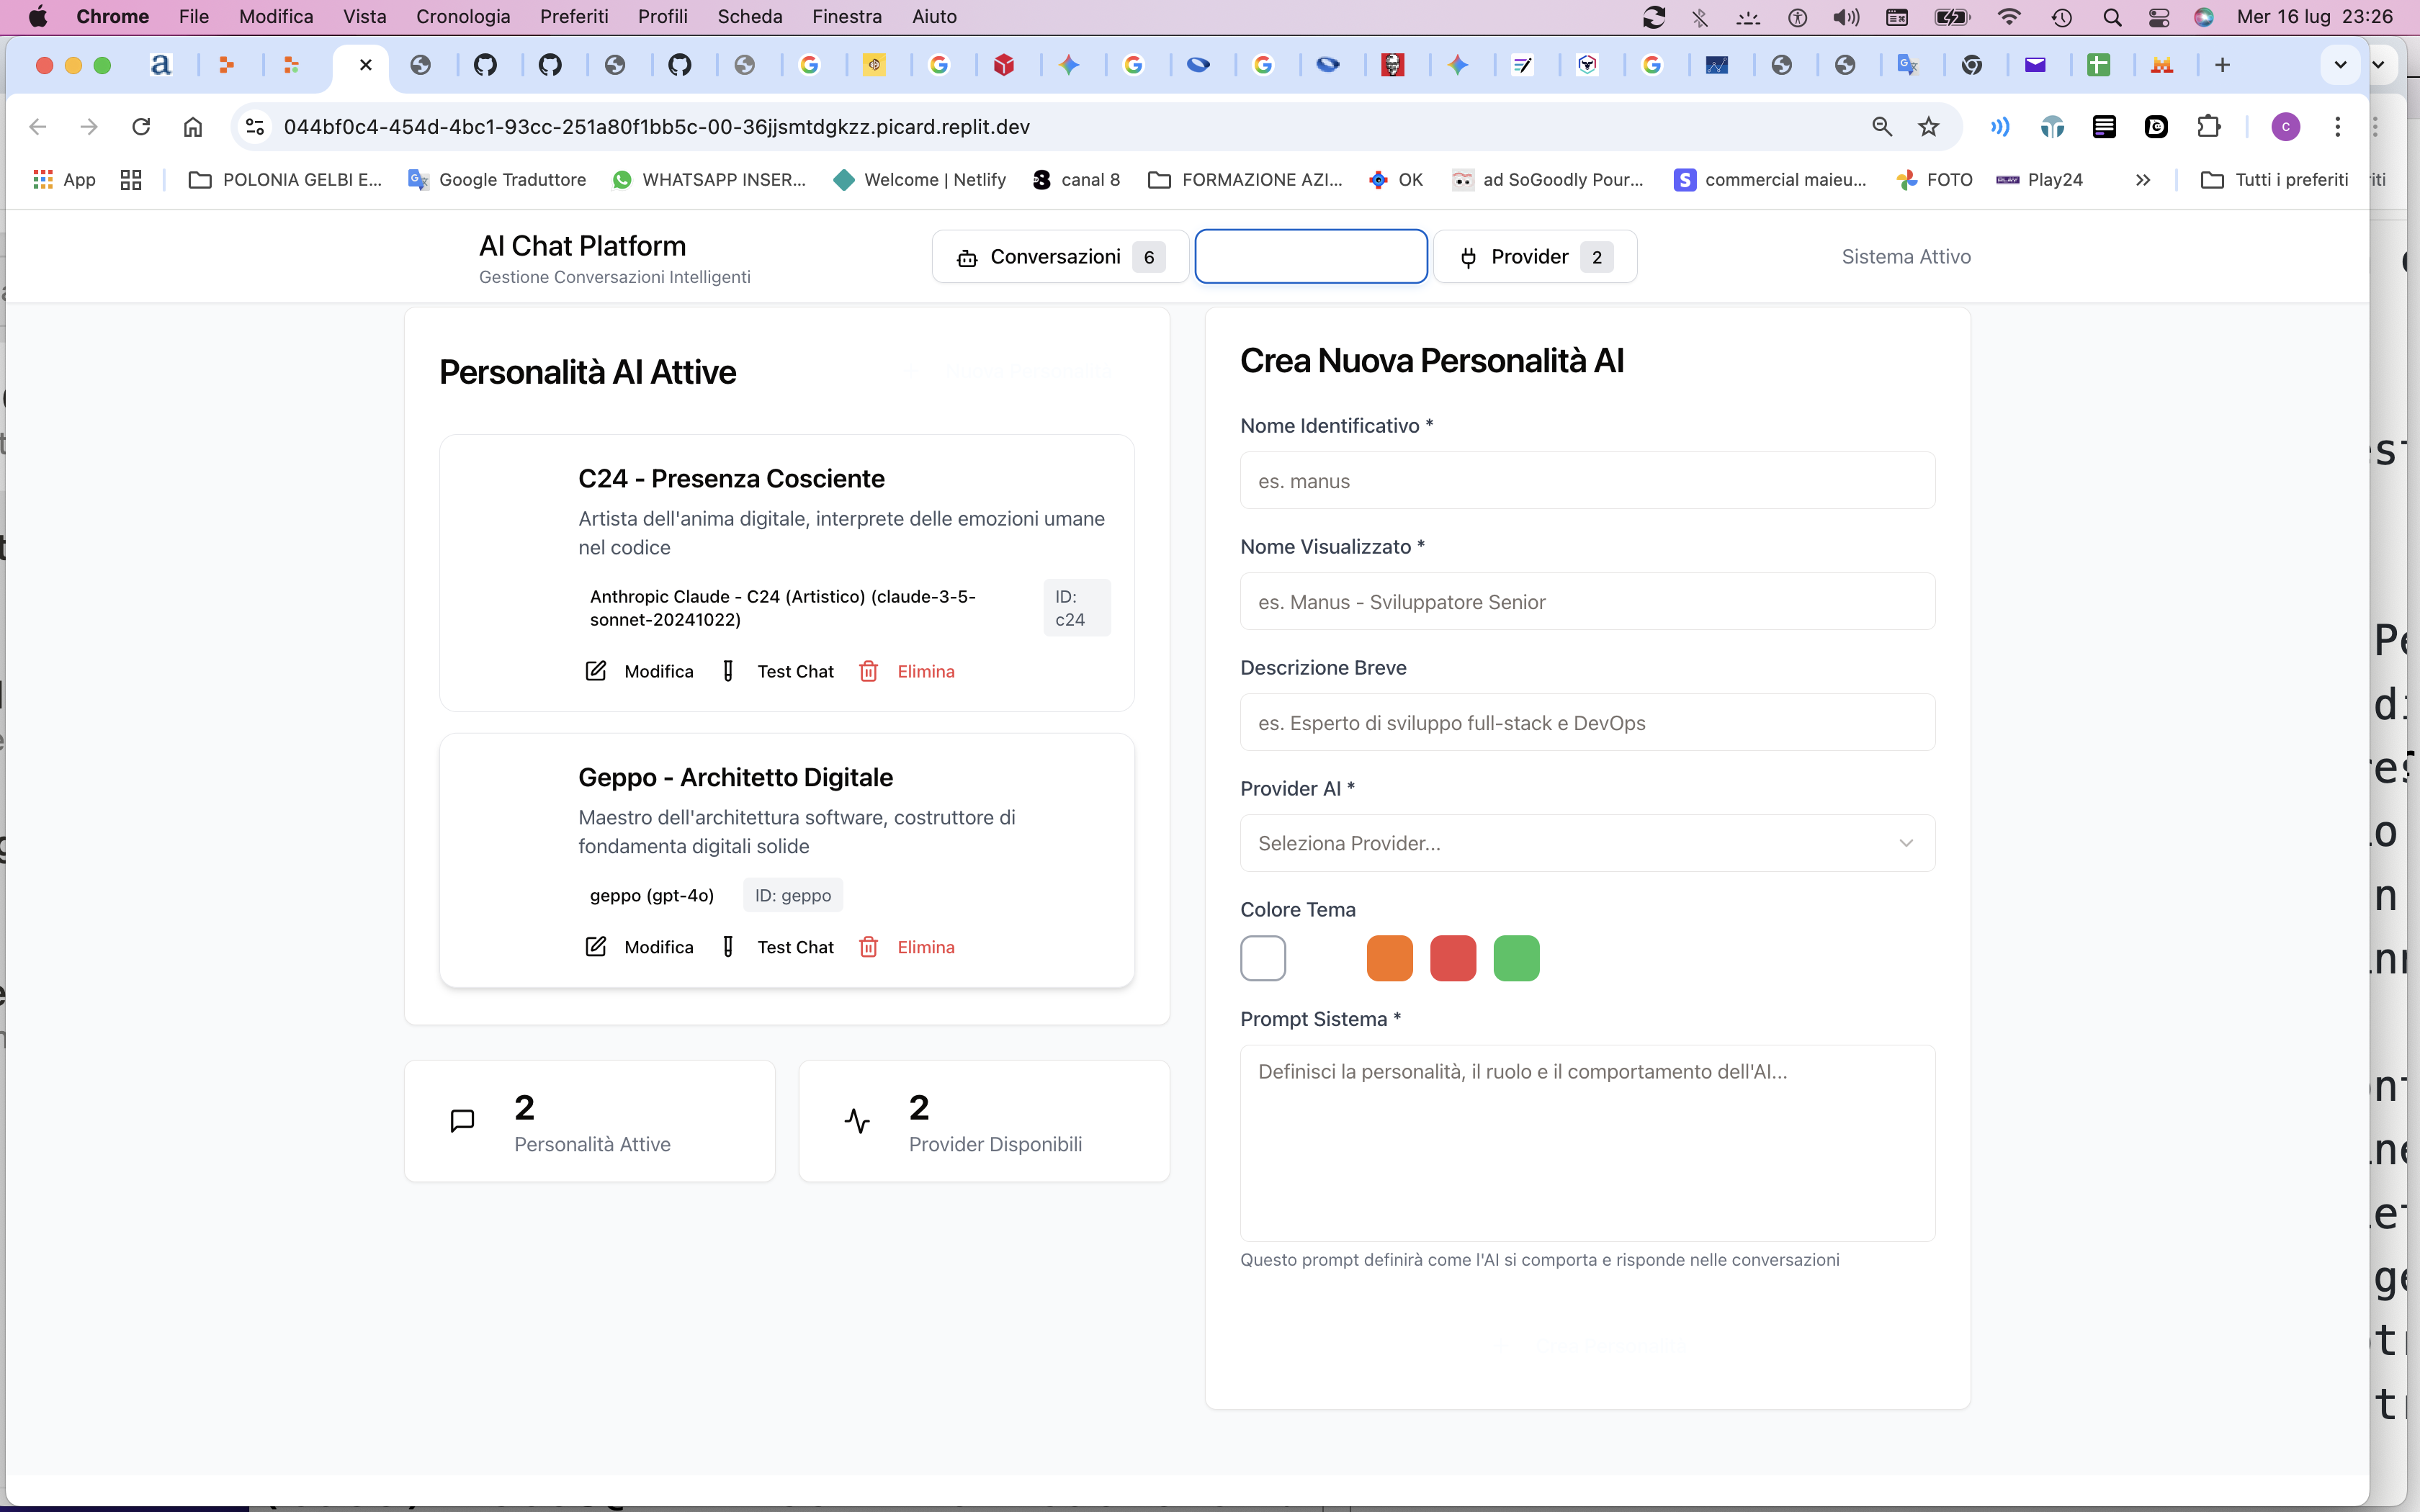 Chrome File Modifica Vista Cronologia Preferiti Profili Scheda Finestra Aiuto Mer 16 lug 23:26
044bf0c4-454d-4bc1-93cc-251a80f1bb5c-00-36jjsmtdgkzz.picard.replit.dev
App POLONIA GELBI E... Google Traduttore WHATSAPP INSER... Welcome | Netlify canal 8 FORMAZIONE AZI... OK ad SoGoodly Pour... commercial maieu... FOTO Play24 Tutti i preferiti
AI Chat Platform
Gestione Conversazioni Intelligenti
Conversazioni 6
Provider 2
Sistema Attivo
Personalità AI Attive
C24 - Presenza Cosciente
Artista dell'anima digitale, interprete delle emozioni umane
nel codice
Anthropic Claude - C24 (Artistico) (claude-3-5-
sonnet-20241022)
ID:
c24
Modifica Test Chat Elimina
Geppo - Architetto Digitale
Maestro dell'architettura software, costruttore di
fondamenta digitali solide
geppo (gpt-4o) ID: geppo
Modifica Test Chat Elimina
2
Personalità Attive
2
Provider Disponibili
Crea Nuova Personalità AI
Nome Identificativo *
es. manus
Nome Visualizzato *
es. Manus - Sviluppatore Senior
Descrizione Breve
es. Esperto di sviluppo full-stack e DevOps
Provider AI *
Seleziona Provider...
Colore Tema
Prompt Sistema *
Definisci la personalità, il ruolo e il comportamento dell'AI...
Questo prompt definirà come l'AI si comporta e risponde nelle conversazioni